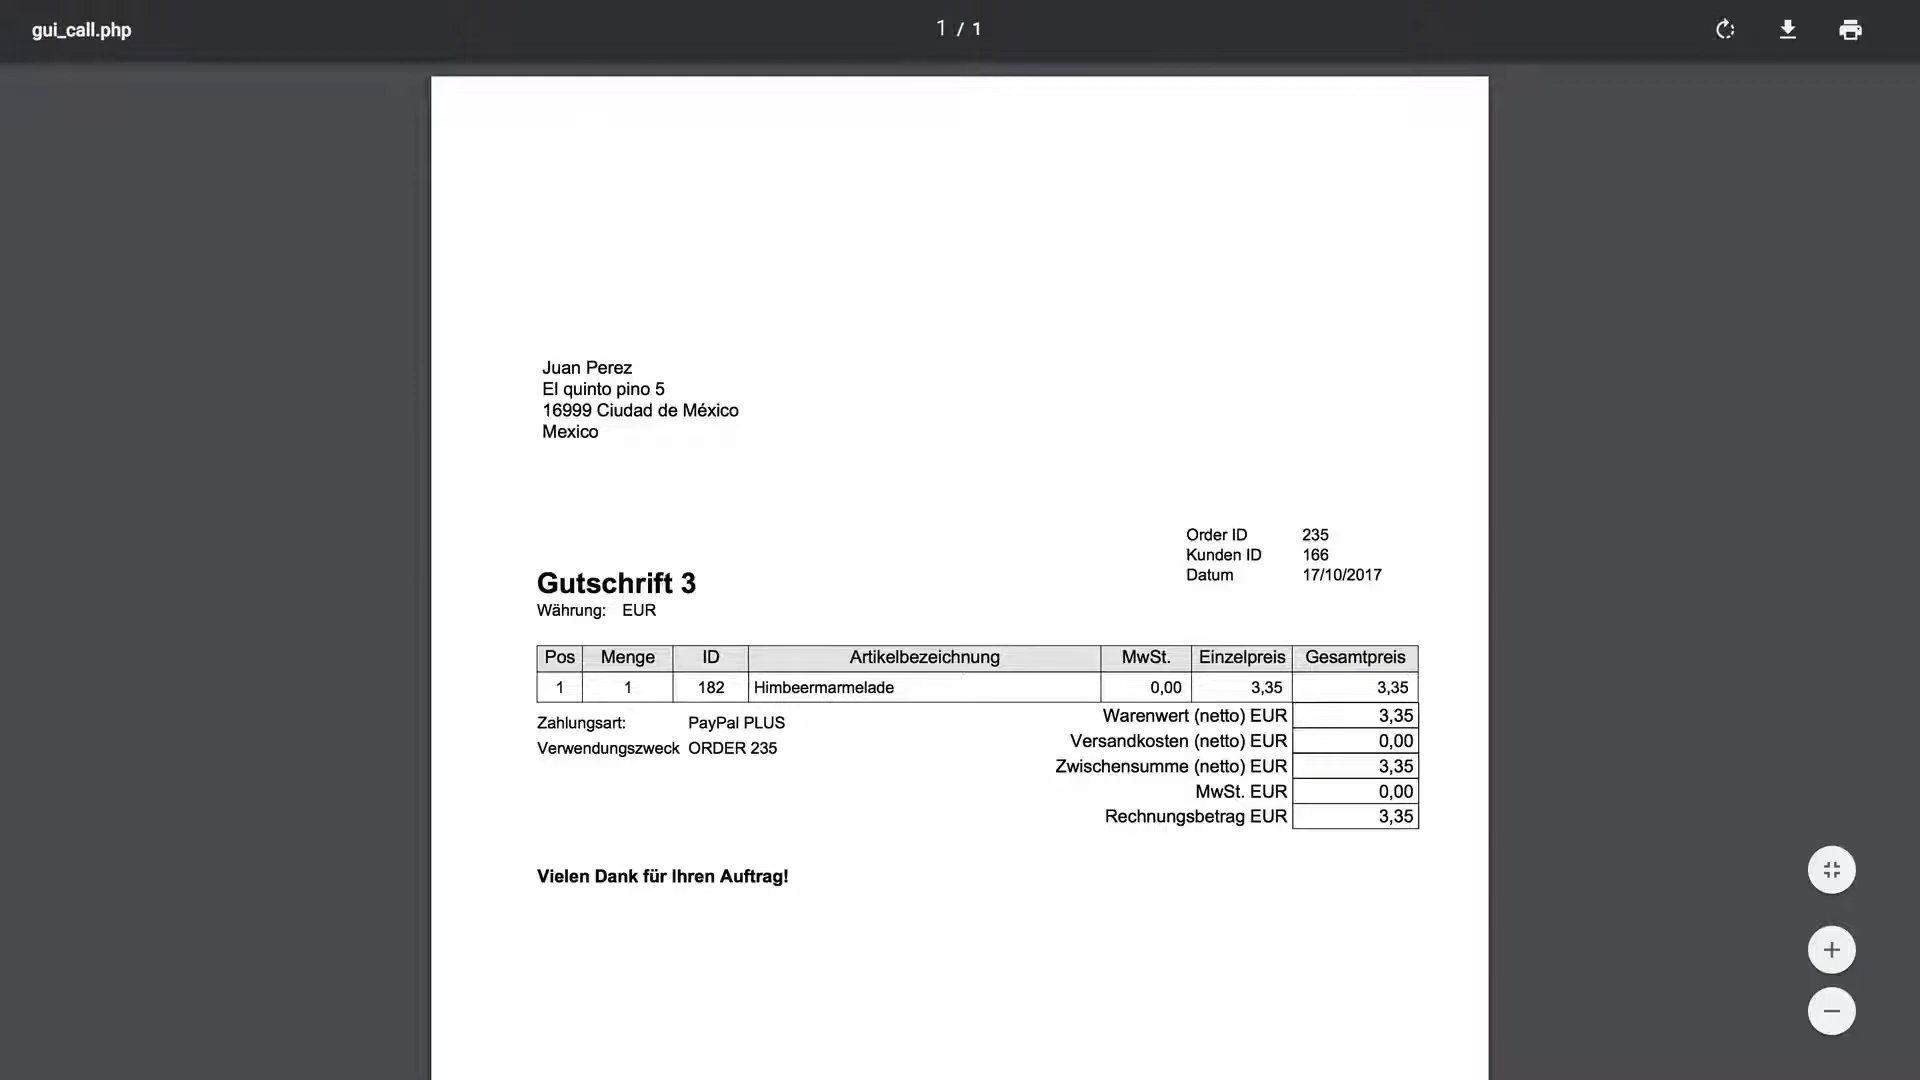 gui_call.php
1 / 1
Juan Perez
El quinto pino 5
16999 Ciudad de México
Mexico
Order ID 235
Kunden ID 166
Datum 17/10/2017
Gutschrift 3
Währung: EUR
Pos Menge ID Artikelbezeichnung MwSt. Einzelpreis Gesamtpreis
1 1 182 Himbeermarmelade 0,00 3,35 3,35
Warenwert (netto) EUR 3,35
Zahlungsart: PayPal PLUS
Versandkosten (netto) EUR 0,00
Verwendungszweck ORDER 235
Zwischensumme (netto) EUR 3,35
MwSt. EUR 0,00
Rechnungsbetrag EUR 3,35
Vielen Dank für Ihren Auftrag!